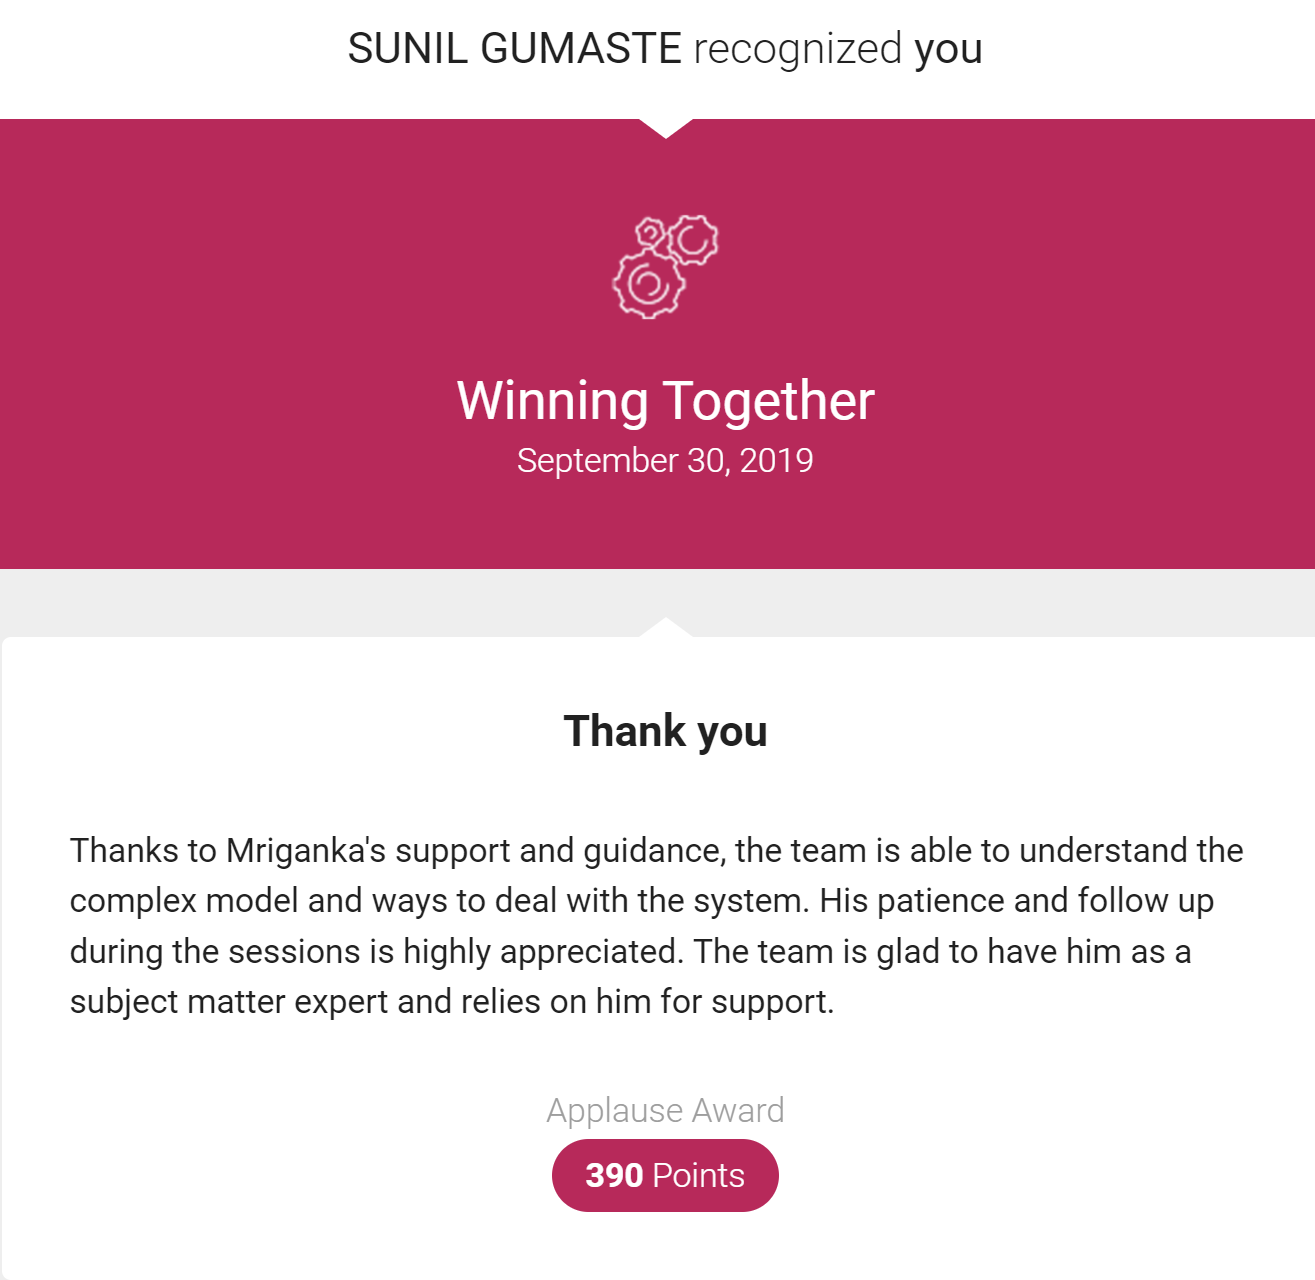 SUNIL GUMASTE recognized you
Winning Together
September 30, 2019
Thank you
Thanks to Mriganka's support and guidance, the team is able to understand the
complex model and ways to deal with the system. His patience and follow up
during the sessions is highly appreciated. The team is glad to have him as a
subject matter expert and relies on him for support.
Applause Award
390 Points